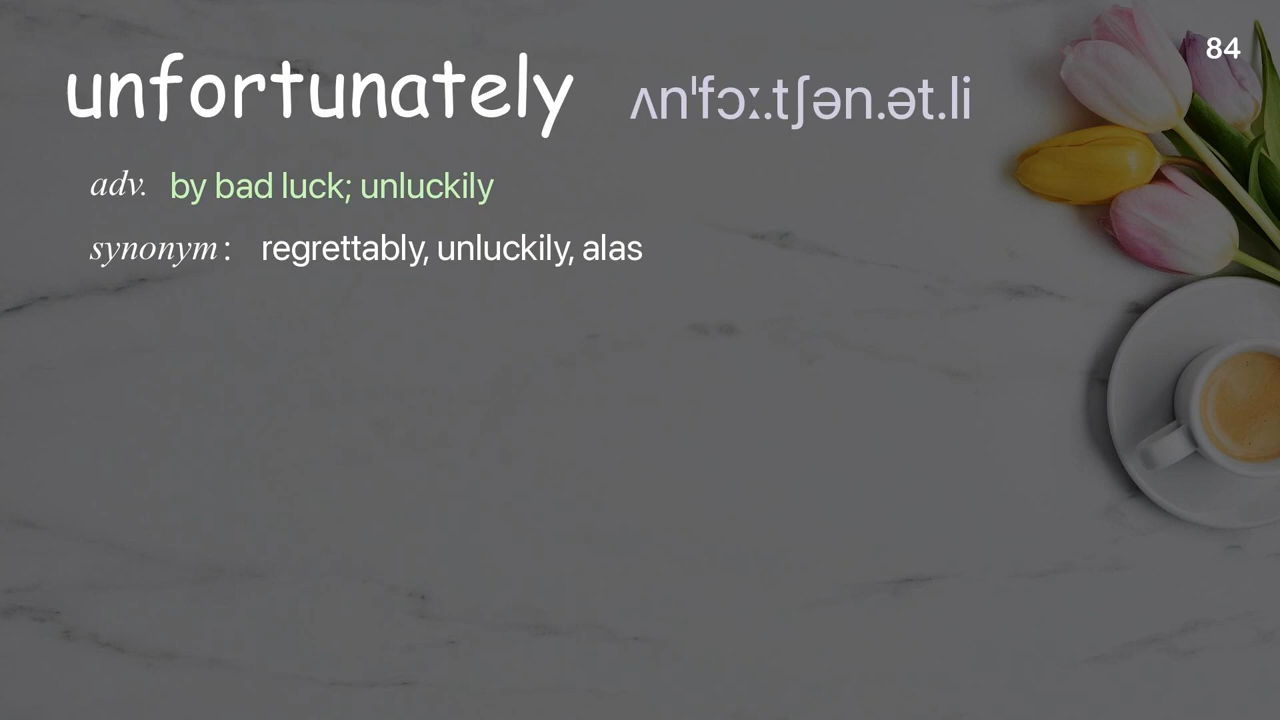 84
unfortunately ʌnˈfɔː.tʃən.ət.li
adv. by bad luck; unluckily
synonym: regrettably, unluckily, alas